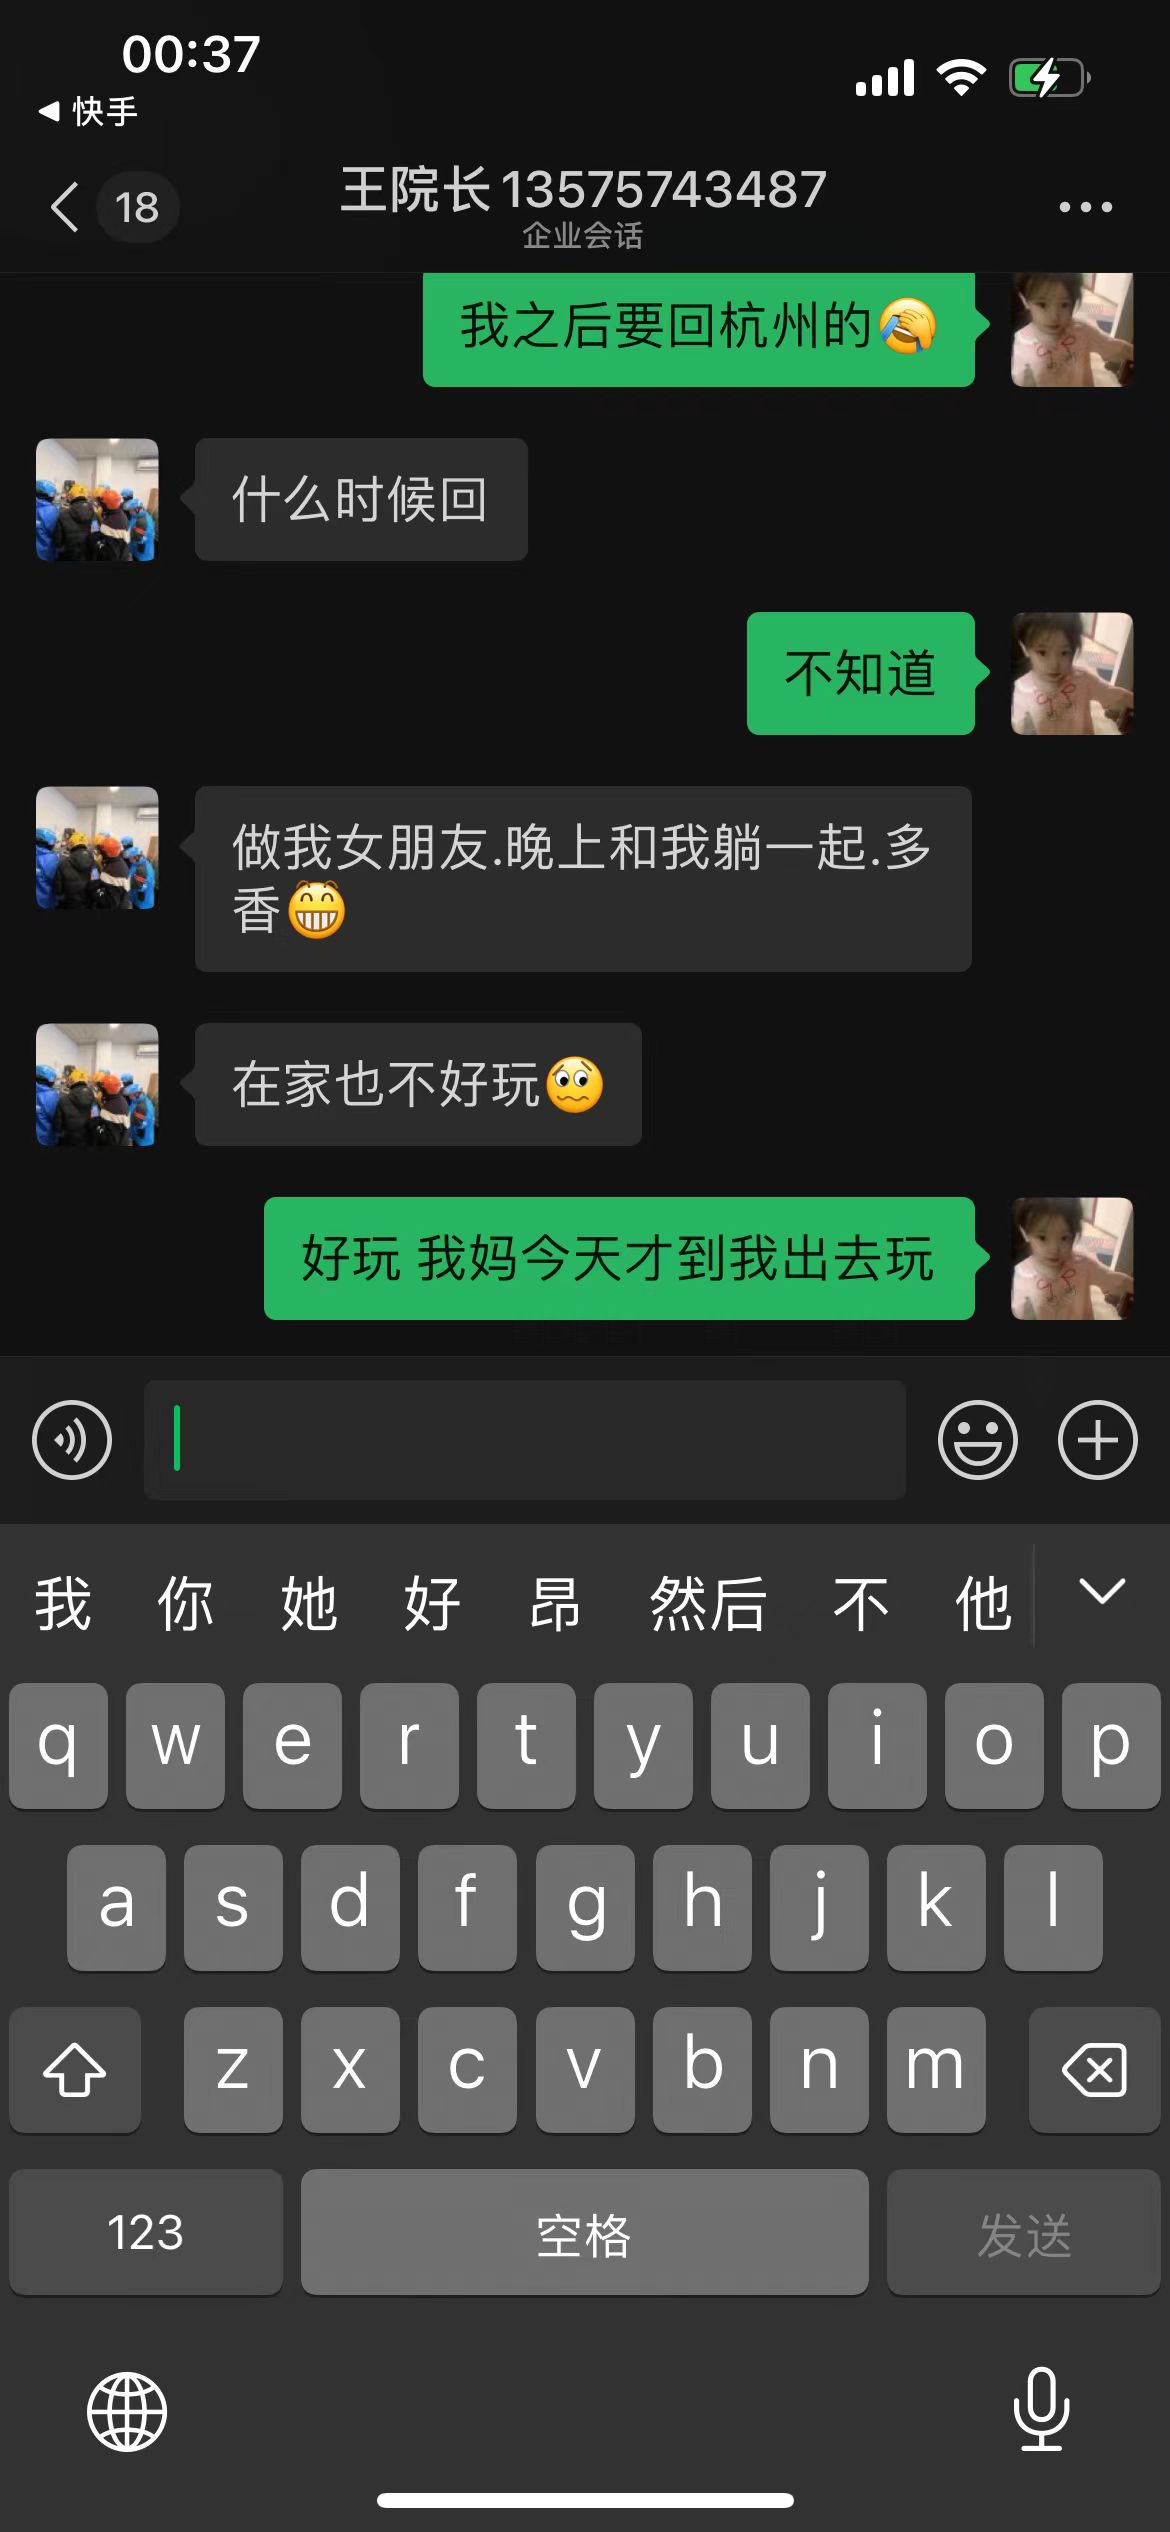 00:37
快手
18
王院长13575743487
企业会话
我之后要回杭州的🤦
什么时候回
不知道
做我女朋友.晚上和我躺一起.多
香😁
在家也不好玩😟
好玩 我妈今天才到我出去玩
我 你 她 好 昂 然后 不 他
q w e r t y u i o p
a s d f g h j k l
z x c v b n m
123 空格 发送